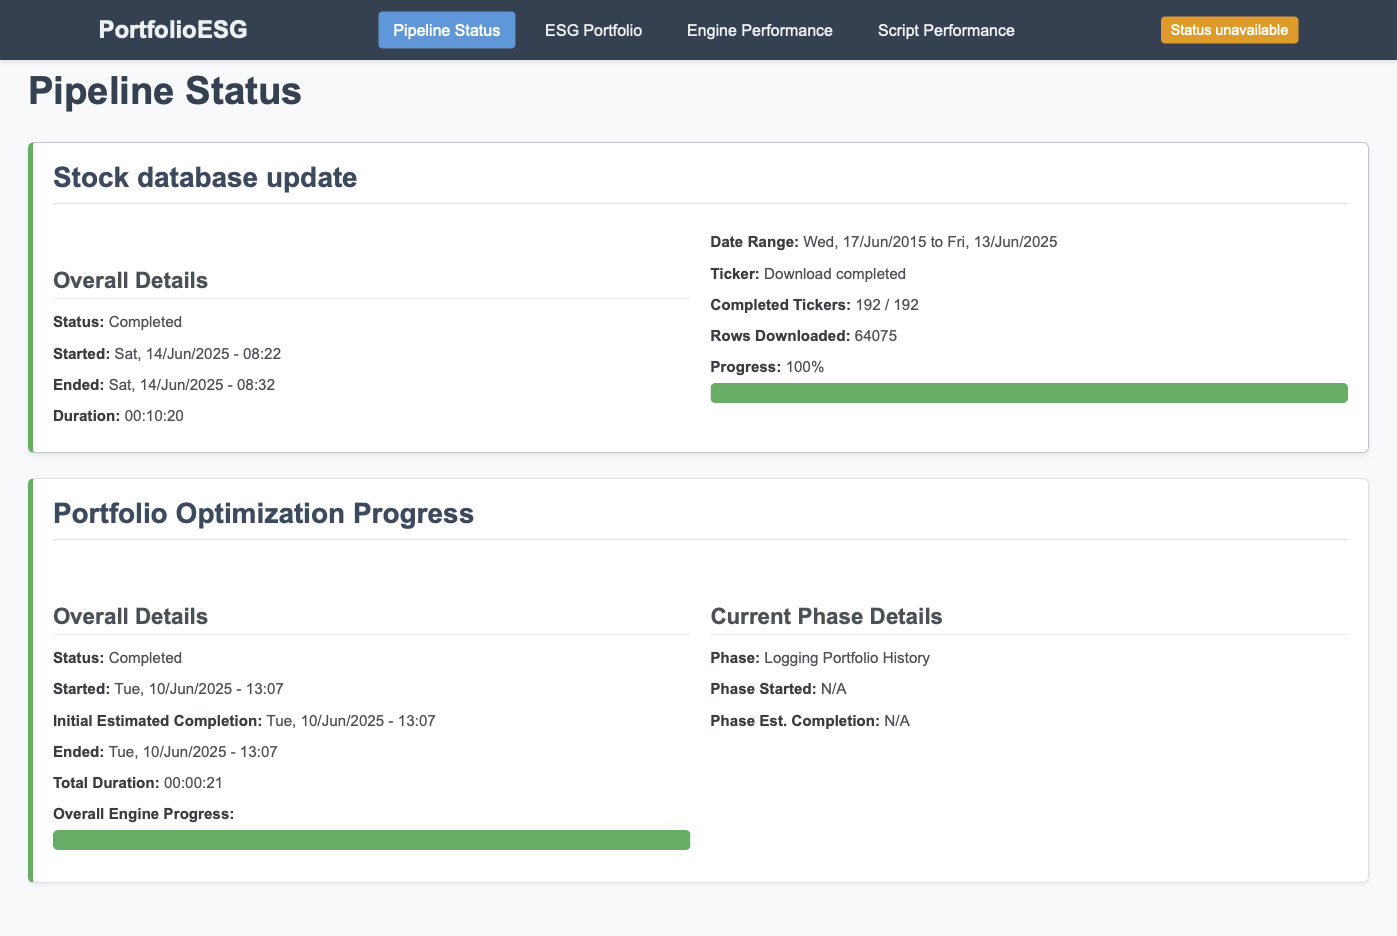 PortfolioESG
Pipeline Status
ESG Portfolio
Engine Performance
Script Performance
Status unavailable
Pipeline Status
Stock database update
Overall Details
Status: Completed
Started: Sat, 14/Jun/2025 - 08:22
Ended: Sat, 14/Jun/2025 - 08:32
Duration: 00:10:20
Date Range: Wed, 17/Jun/2015 to Fri, 13/Jun/2025
Ticker: Download completed
Completed Tickers: 192 / 192
Rows Downloaded: 64075
Progress: 100%
Portfolio Optimization Progress
Overall Details
Status: Completed
Started: Tue, 10/Jun/2025 - 13:07
Initial Estimated Completion: Tue, 10/Jun/2025 - 13:07
Ended: Tue, 10/Jun/2025 - 13:07
Total Duration: 00:00:21
Overall Engine Progress:
Current Phase Details
Phase: Logging Portfolio History
Phase Started: N/A
Phase Est. Completion: N/A